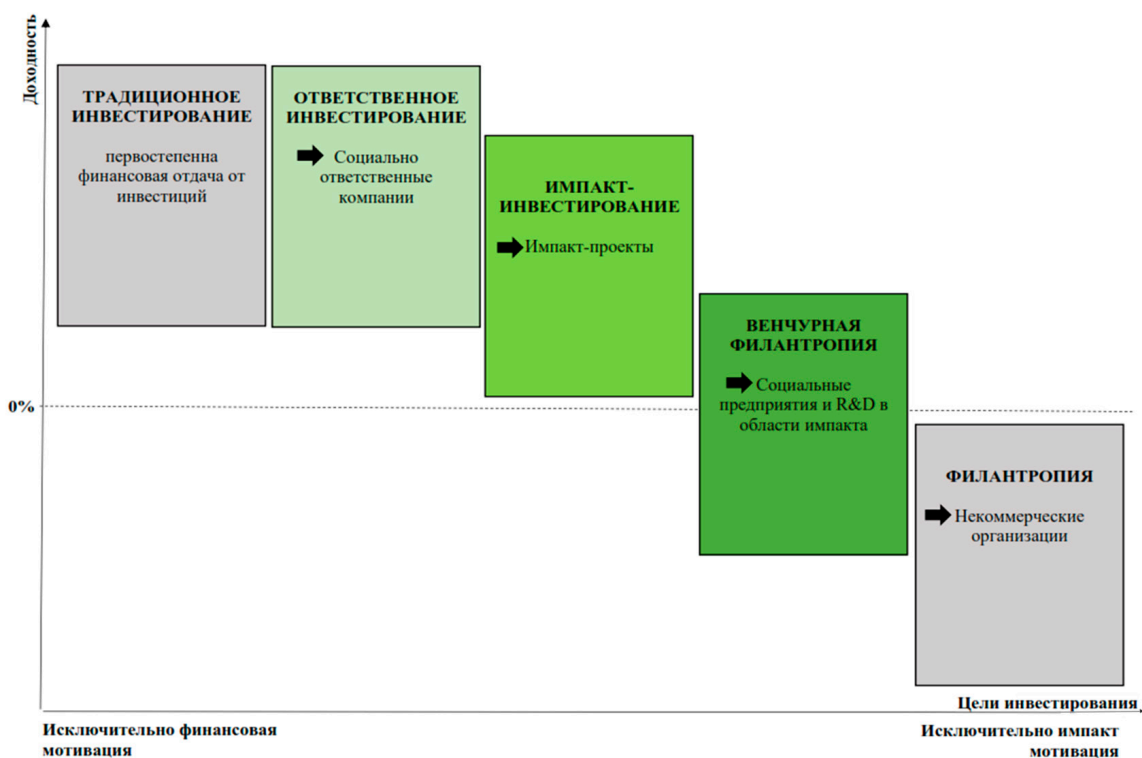 Доходность
ТРАДИЦИОННОЕ
ИНВЕСТИРОВАНИЕ
первостепенна
финансовая отдача от
инвестиций
ОТВЕТСТВЕННОЕ
ИНВЕСТИРОВАНИЕ
Социально
ответственные
компании
ИМПАКТ-
ИНВЕСТИРОВАНИЕ
Импакт-проекты
ВЕНЧУРНАЯ
ФИЛАНТРОПИЯ
Социальные
предприятия и R&D в
области импакта
0%
ФИЛАНТРОПИЯ
Некоммерческие
организации
Цели инвестирования
Исключительно финансовая
мотивация
Исключительно импакт
мотивация